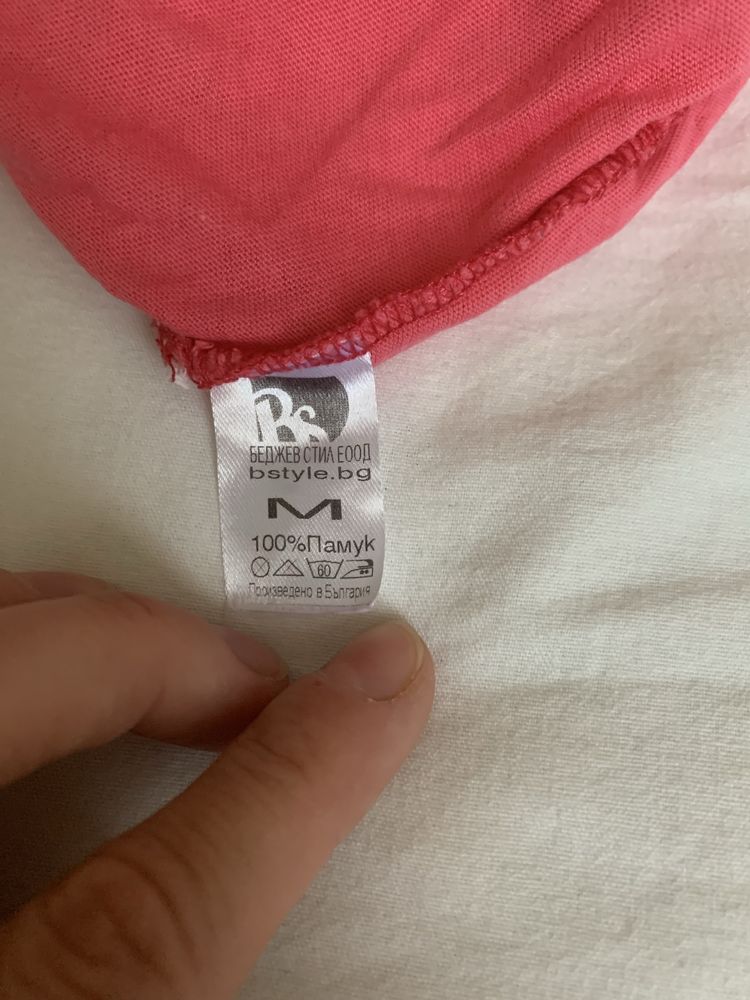 Bs
БЕДЖЕВ СТИЛ ЕООД
bstyle.bg
M
100%Памук
60
Произведено в България